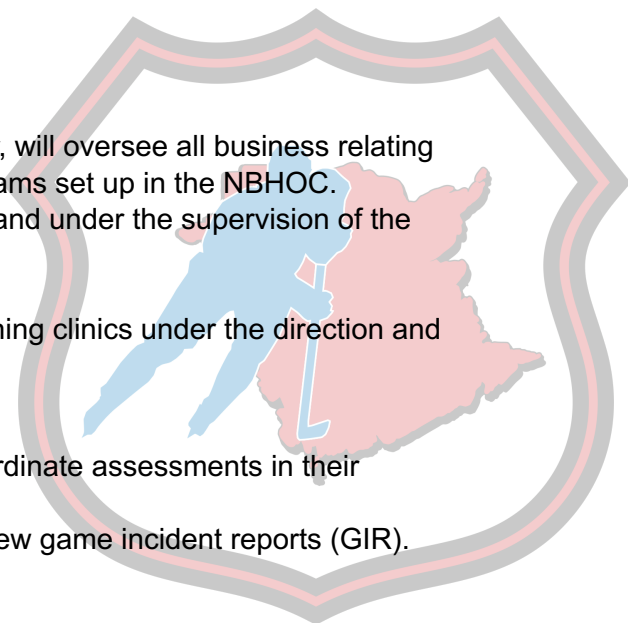 , will oversee all business relating
ams set up in the NBHOC.
and under the supervision of the
ning clinics under the direction and
rdinate assessments in their
ew game incident reports (GIR).